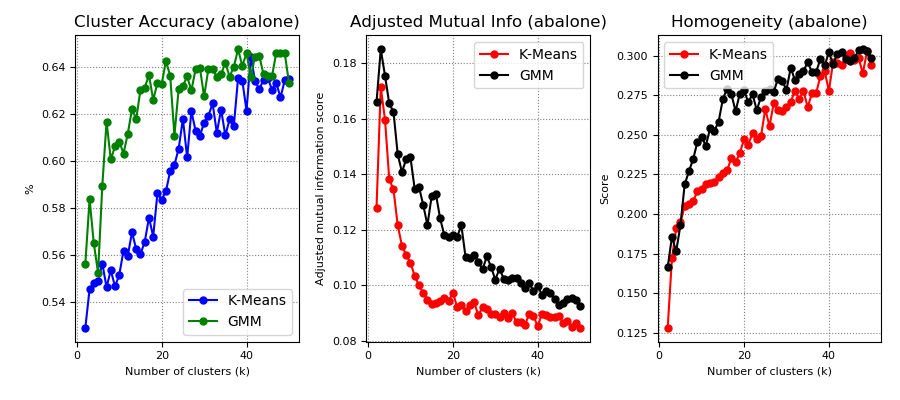 Cluster Accuracy (abalone)
%
0.64
0.62
0.60
0.58
0.56
0.54
0
20
40
Number of clusters (k)
K-Means
GMM
Adjusted Mutual Info (abalone)
Adjusted mutual information score
0.18
0.16
0.14
0.12
0.10
0.08
0
20
40
Number of clusters (k)
K-Means
GMM
Homogeneity (abalone)
Score
0.300
0.275
0.250
0.225
0.200
0.175
0.150
0.125
0
20
40
Number of clusters (k)
K-Means
GMM